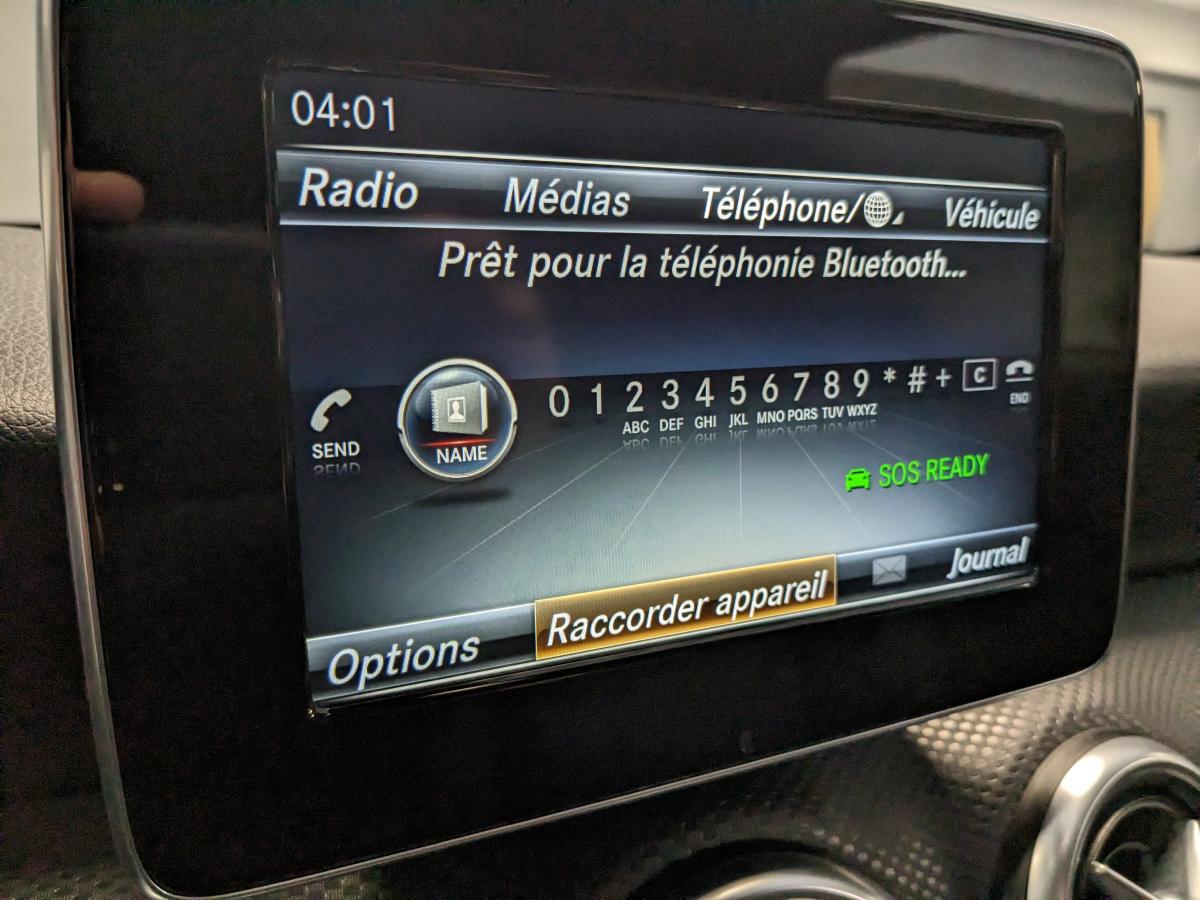 04:01
Radio Médias Téléphone/ Véhicule
Prêt pour la téléphonie Bluetooth...
SEND NAME 0 1 2 3 4 5 6 7 8 9 * # + C END
ABC DEF GHI JKL MNO PQRS TUV WXYZ
SOS READY
Options Raccorder appareil Journal